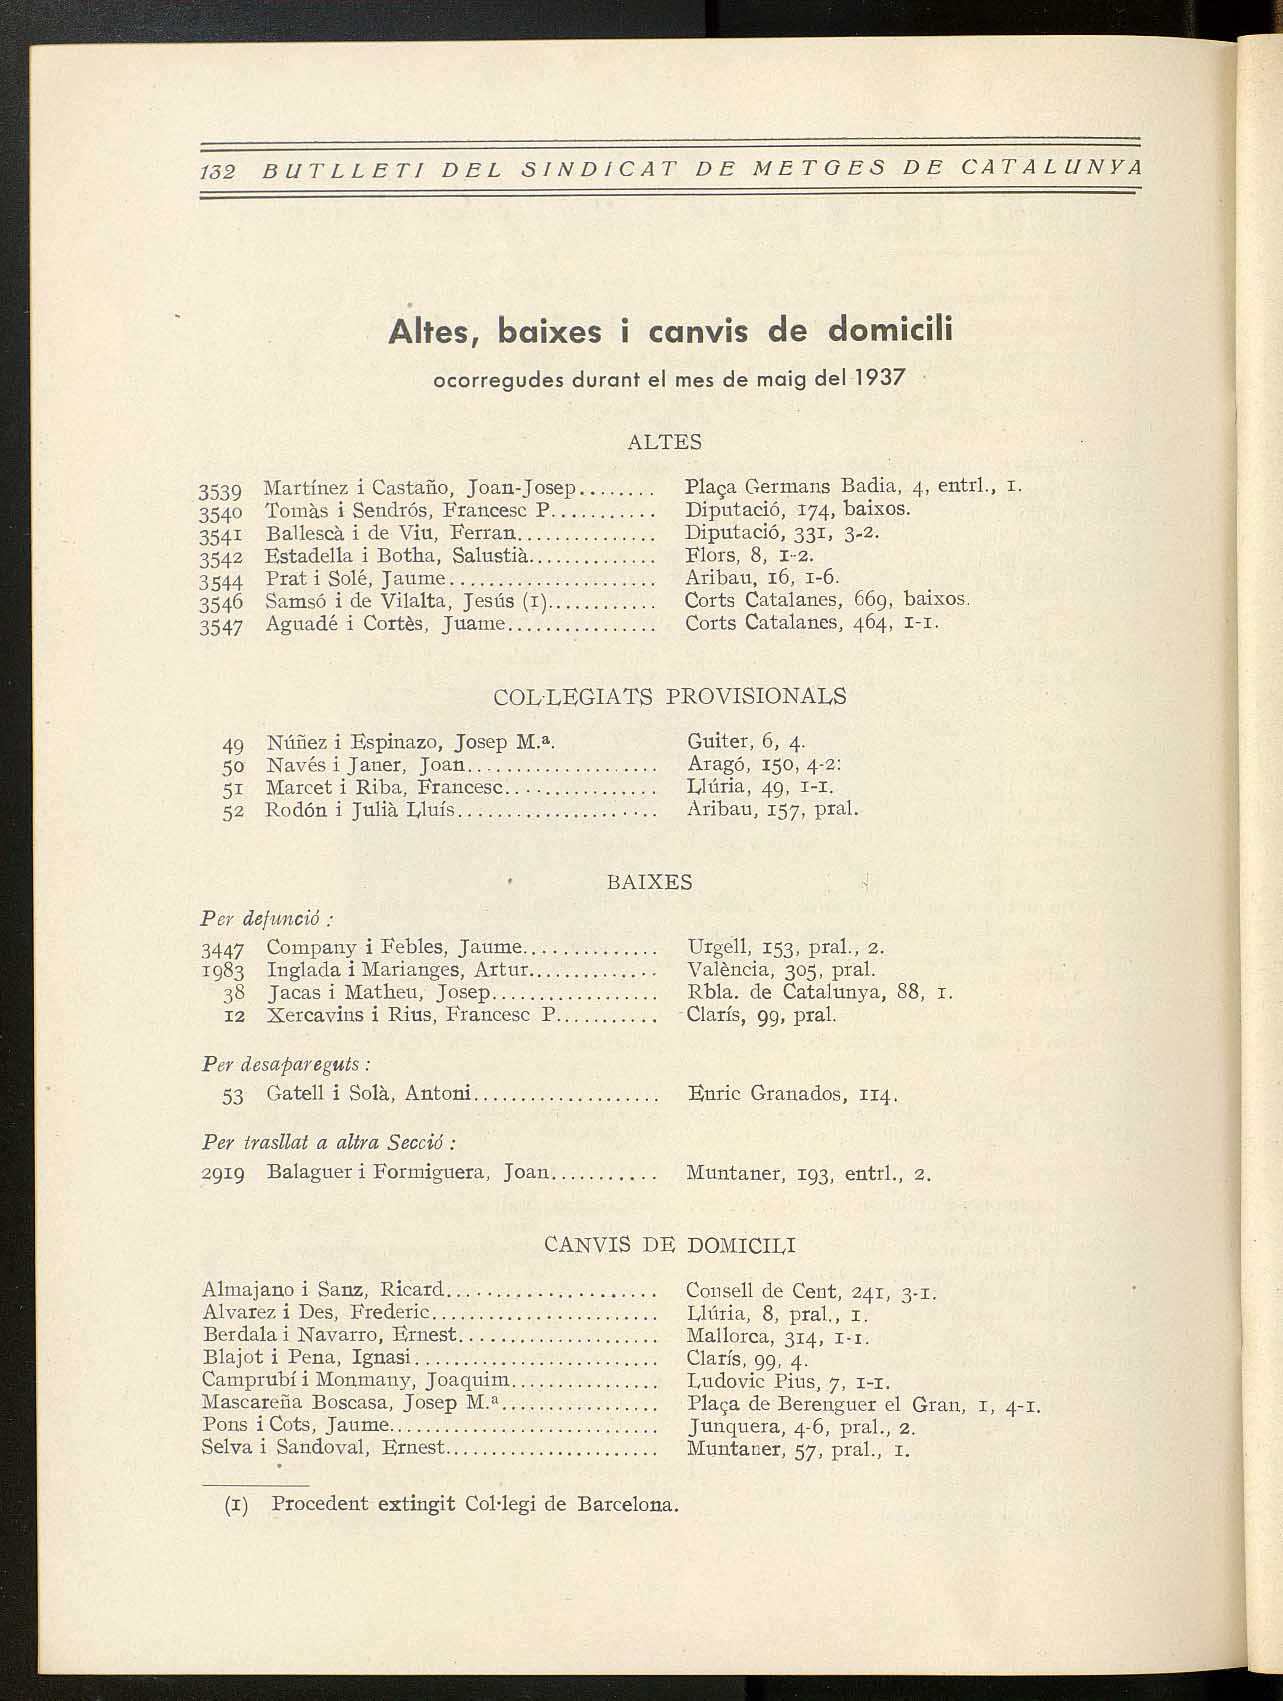 132 BUTLLETI DEL SINDICAT DE METGES DE CATALUNYA
Altes, baixes i canvis de domicili
ocorregudes durant el mes de maig del 1937
ALTES
3539 Martínez i Castaño, Joan-Josep........ Plaça Germans Badia, 4, entrl., 1.
3540 Tomàs i Sendrós, Francesc P........... Diputació, 174, baixos.
3541 Ballescà i de Viu, Ferran............... Diputació, 331, 3-2.
3542 Estadella i Botha, Salustià.............. Flors, 8, 1-2.
3544 Prat i Solé, Jaume...................... Aribau, 16, 1-6.
3546 Samsó i de Vilalta, Jesús (1)............ Corts Catalanes, 669, baixos.
3547 Aguadé i Cortès, Juame................ Corts Catalanes, 464, 1-1.
COL·LEGIATS PROVISIONALS
49 Núñez i Espinazo, Josep M.ª. Guiter, 6, 4.
50 Navés i Janer, Joan.................... Aragó, 150, 4-2:
51 Marcet i Riba, Francesc................ Llúria, 49, 1-1.
52 Rodón i Julià Lluís..................... Aribau, 157, pral.
BAIXES
Per defunció :
3447 Company i Febles, Jaume.............. Urgell, 153, pral., 2.
1983 Inglada i Marianges, Artur............. València, 305, pral.
38 Jacas i Matheu, Josep.................. Rbla. de Catalunya, 88, 1.
12 Xercavins i Rius, Francesc P........... Clarís, 99, pral.
Per desapareguts :
53 Gatell i Solà, Antoni.................... Enric Granados, 114.
Per trasllat a altra Secció :
2919 Balaguer i Formiguera, Joan........... Muntaner, 193, entrl., 2.
CANVIS DE DOMICILI
Almajano i Sanz, Ricard...................... Consell de Cent, 241, 3-1.
Alvarez i Des, Frederic........................ Llúria, 8, pral., 1.
Berdala i Navarro, Ernest..................... Mallorca, 314, 1-1.
Blajot i Pena, Ignasi.......................... Clarís, 99, 4.
Camprubí i Monmany, Joaquim................ Ludovic Pius, 7, 1-1.
Mascareña Boscasa, Josep M.ª................. Plaça de Berenguer el Gran, 1, 4-1.
Pons i Cots, Jaume............................ Junquera, 4-6, pral., 2.
Selva i Sandoval, Ernest...................... Muntaner, 57, pral., 1.
(1) Procedent extingit Col·legi de Barcelona.